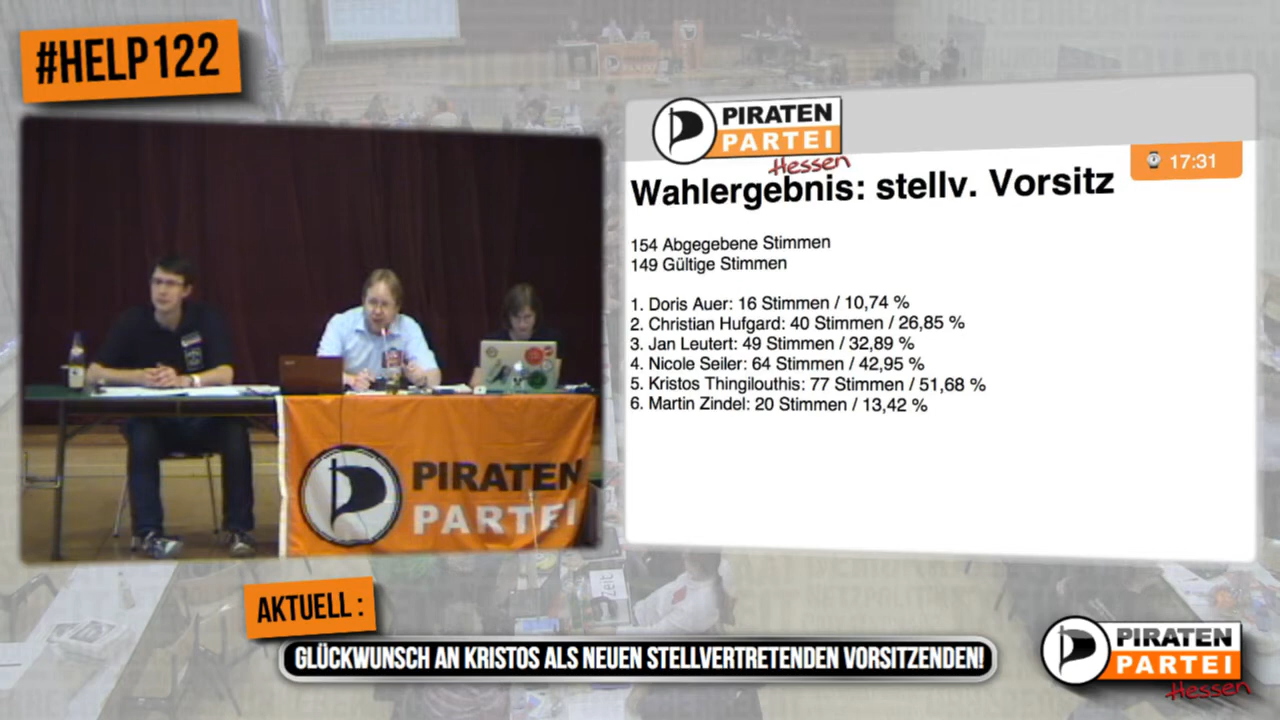 #HELP122
PIRATEN
PARTEI
Hessen
17:31
Wahlergebnis: stellv. Vorsitz
154 Abgegebene Stimmen
149 Gültige Stimmen
1. Doris Auer: 16 Stimmen / 10,74 %
2. Christian Hufgard: 40 Stimmen / 26,85 %
3. Jan Leutert: 49 Stimmen / 32,89 %
4. Nicole Seiler: 64 Stimmen / 42,95 %
5. Kristos Thingilouthis: 77 Stimmen / 51,68 %
6. Martin Zindel: 20 Stimmen / 13,42 %
PIRATEN
PARTEI
Zeit
AKTUELL :
GLÜCKWUNSCH AN KRISTOS ALS NEUEN STELLVERTRETENDEN VORSITZENDEN!
PIRATEN
PARTEI
Hessen